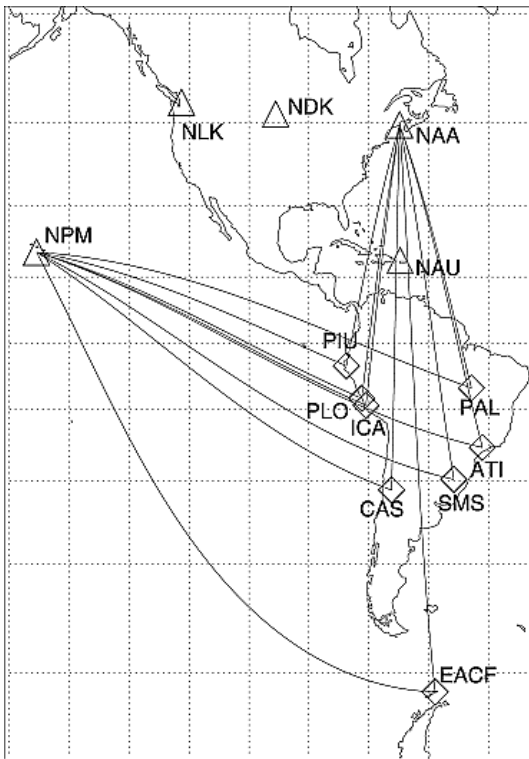 NDK
NLK
NAA
NPM
NAU
PIU
PLO
ICA
PAL
ATI
CAS
SMS
EACF